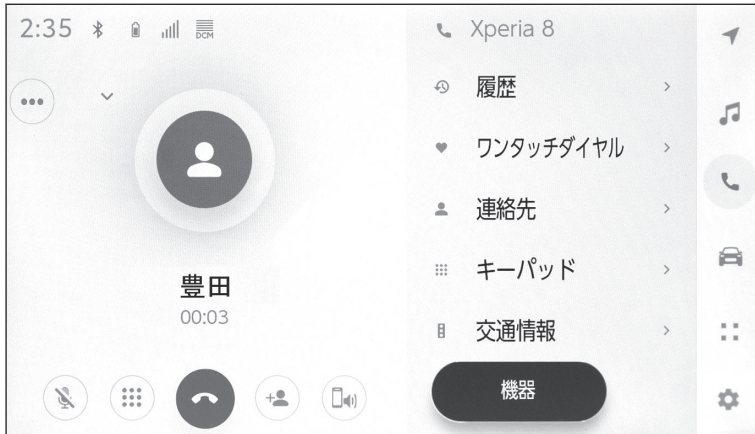 2:35
DCM
豊田
00:03
Xperia 8
履歴
ワンタッチダイヤル
連絡先
キーパッド
交通情報
機器